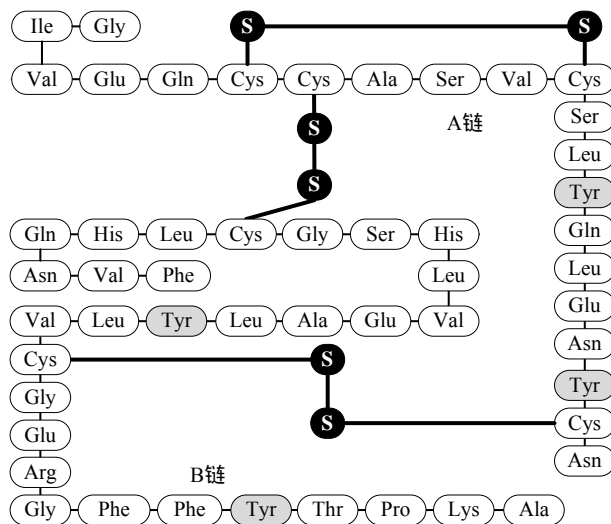 Ile Gly S S
Val Glu Gln Cys Cys Ala Ser Val Cys
Ser
A链
S
Leu
S
Tyr
Gln His Leu Cys Gly Ser His Gln
Asn Val Phe Leu Leu
Glu
Val Leu Tyr Leu Ala Glu Val
Asn
Cys S
Tyr
Gly
S Cys
Glu
Asn
Arg
B链
Gly Phe Phe Tyr Thr Pro Lys Ala